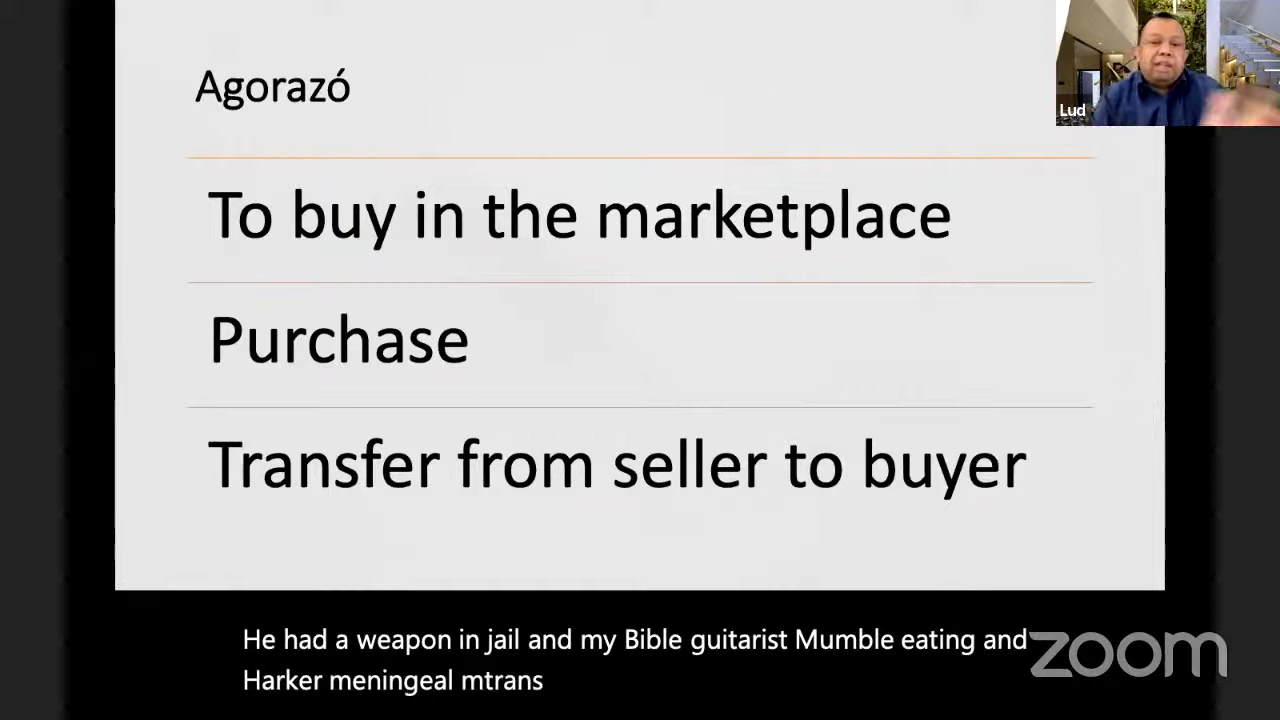 Agorazó
Lud
To buy in the marketplace
Purchase
Transfer from seller to buyer
He had a weapon in jail and my Bible guitarist Mumble eating and
Harker meningeal mtrans
zoom